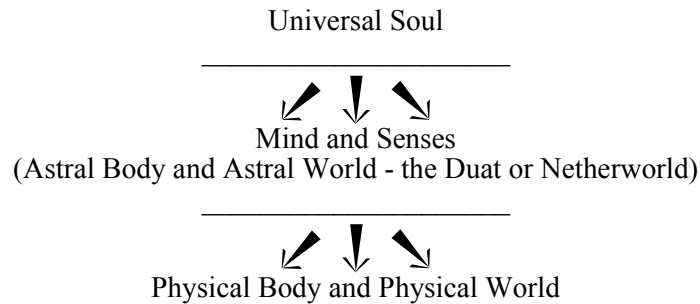 Universal Soul
Mind and Senses
(Astral Body and Astral World - the Duat or Netherworld)
Physical Body and Physical World